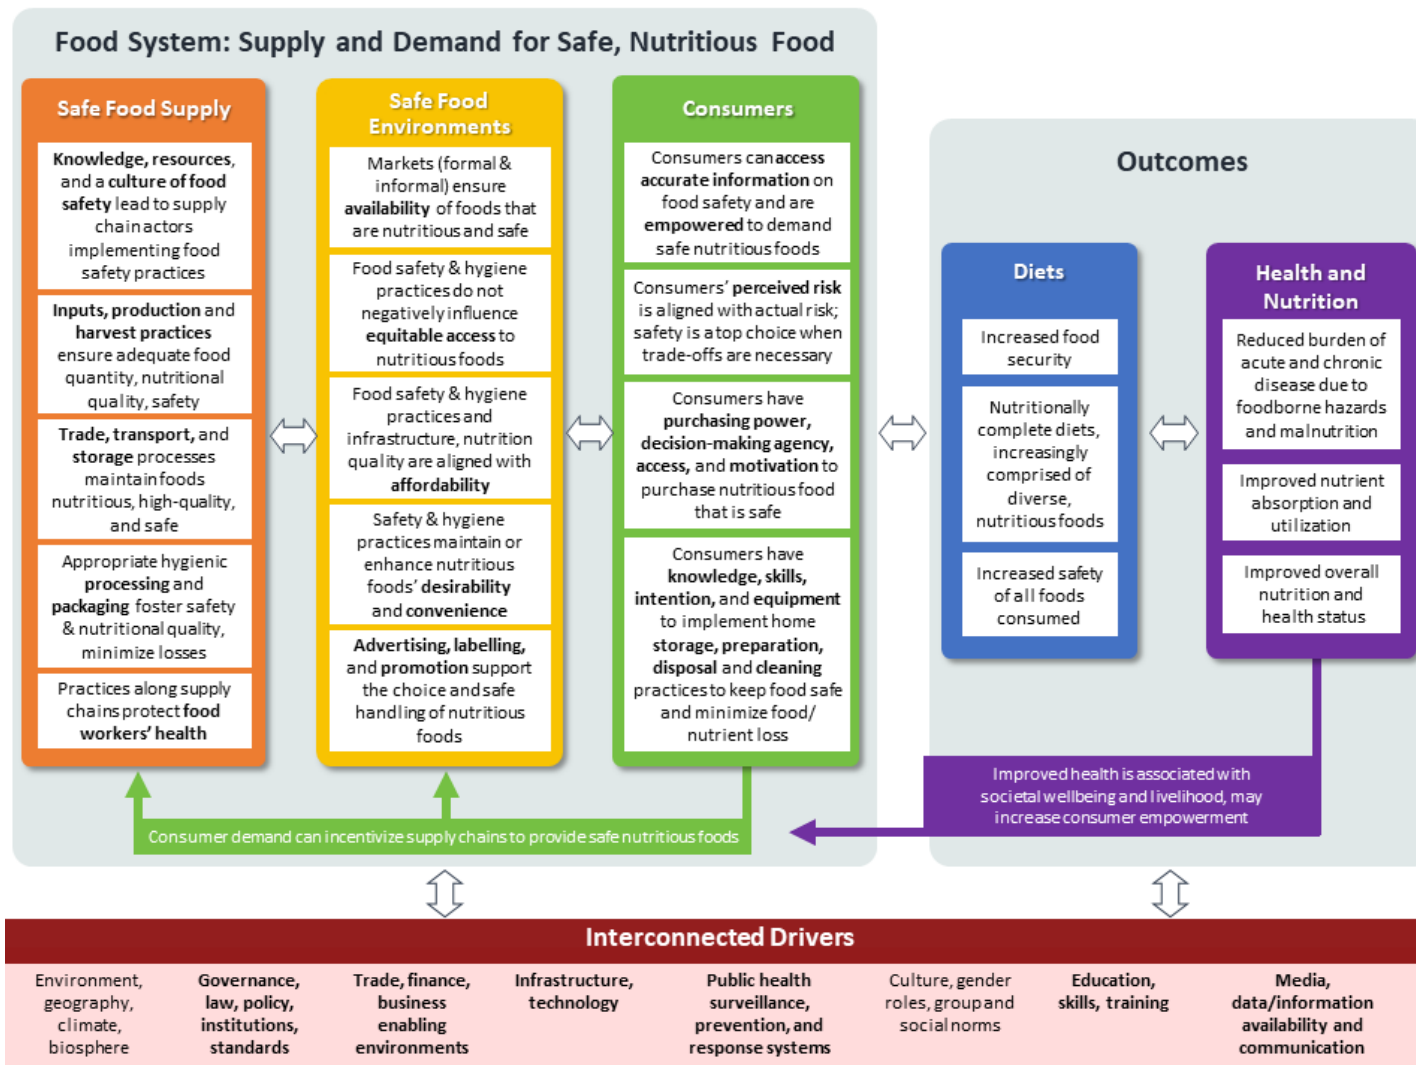 Food System: Supply and Demand for Safe, Nutritious Food
Safe Food Supply
Knowledge, resources,
and a culture of food
safety lead to supply
chain actors
implementing food
safety practices
Inputs, production and
harvest practices
ensure adequate food
quantity, nutritional
quality, safety
Trade, transport, and
storage processes
maintain foods
nutritious, high-quality,
and safe
Appropriate hygienic
processing and
packaging foster safety
& nutritional quality,
minimize losses
Practices along supply
chains protect food
workers' health
Safe Food
Environments
Markets (formal &
informal) ensure
availability of foods that
are nutritious and safe
Food safety & hygiene
practices do not
negatively influence
equitable access to
nutritious foods
Food safety & hygiene
practices and
infrastructure, nutrition
quality are aligned with
affordability
Safety & hygiene
practices maintain or
enhance nutritious
foods' desirability
and convenience
Advertising, labelling,
and promotion support
the choice and safe
handling of nutritious
foods
Consumers
Consumers can access
accurate information on
food safety and are
empowered to demand
safe nutritious foods
Consumers' perceived risk
is aligned with actual risk;
safety is a top choice when
trade-offs are necessary
Consumers have
purchasing power,
decision-making agency,
access, and motivation to
purchase nutritious food
that is safe
Consumers have
knowledge, skills,
intention, and equipment
to implement home
storage, preparation,
disposal and cleaning
practices to keep food safe
and minimize food/
nutrient loss
Consumer demand can incentivize supply chains to provide safe nutritious foods
Outcomes
Diets
Increased food
security
Nutritionally
complete diets,
increasingly
comprised of
diverse,
nutritious foods
Increased safety
of all foods
consumed
Health and
Nutrition
Reduced burden of
acute and chronic
disease due to
foodborne hazards
and malnutrition
Improved nutrient
absorption and
utilization
Improved overall
nutrition and
health status
Improved health is associated with
societal wellbeing and livelihood, may
increase consumer empowerment
Interconnected Drivers
Environment,
geography,
climate,
biosphere
Governance,
law, policy,
institutions,
standards
Trade, finance,
business
enabling
environments
Infrastructure,
technology
Public health
surveillance,
prevention, and
response systems
Culture, gender
roles, group and
social norms
Education,
skills, training
Media,
data/information
availability and
communication